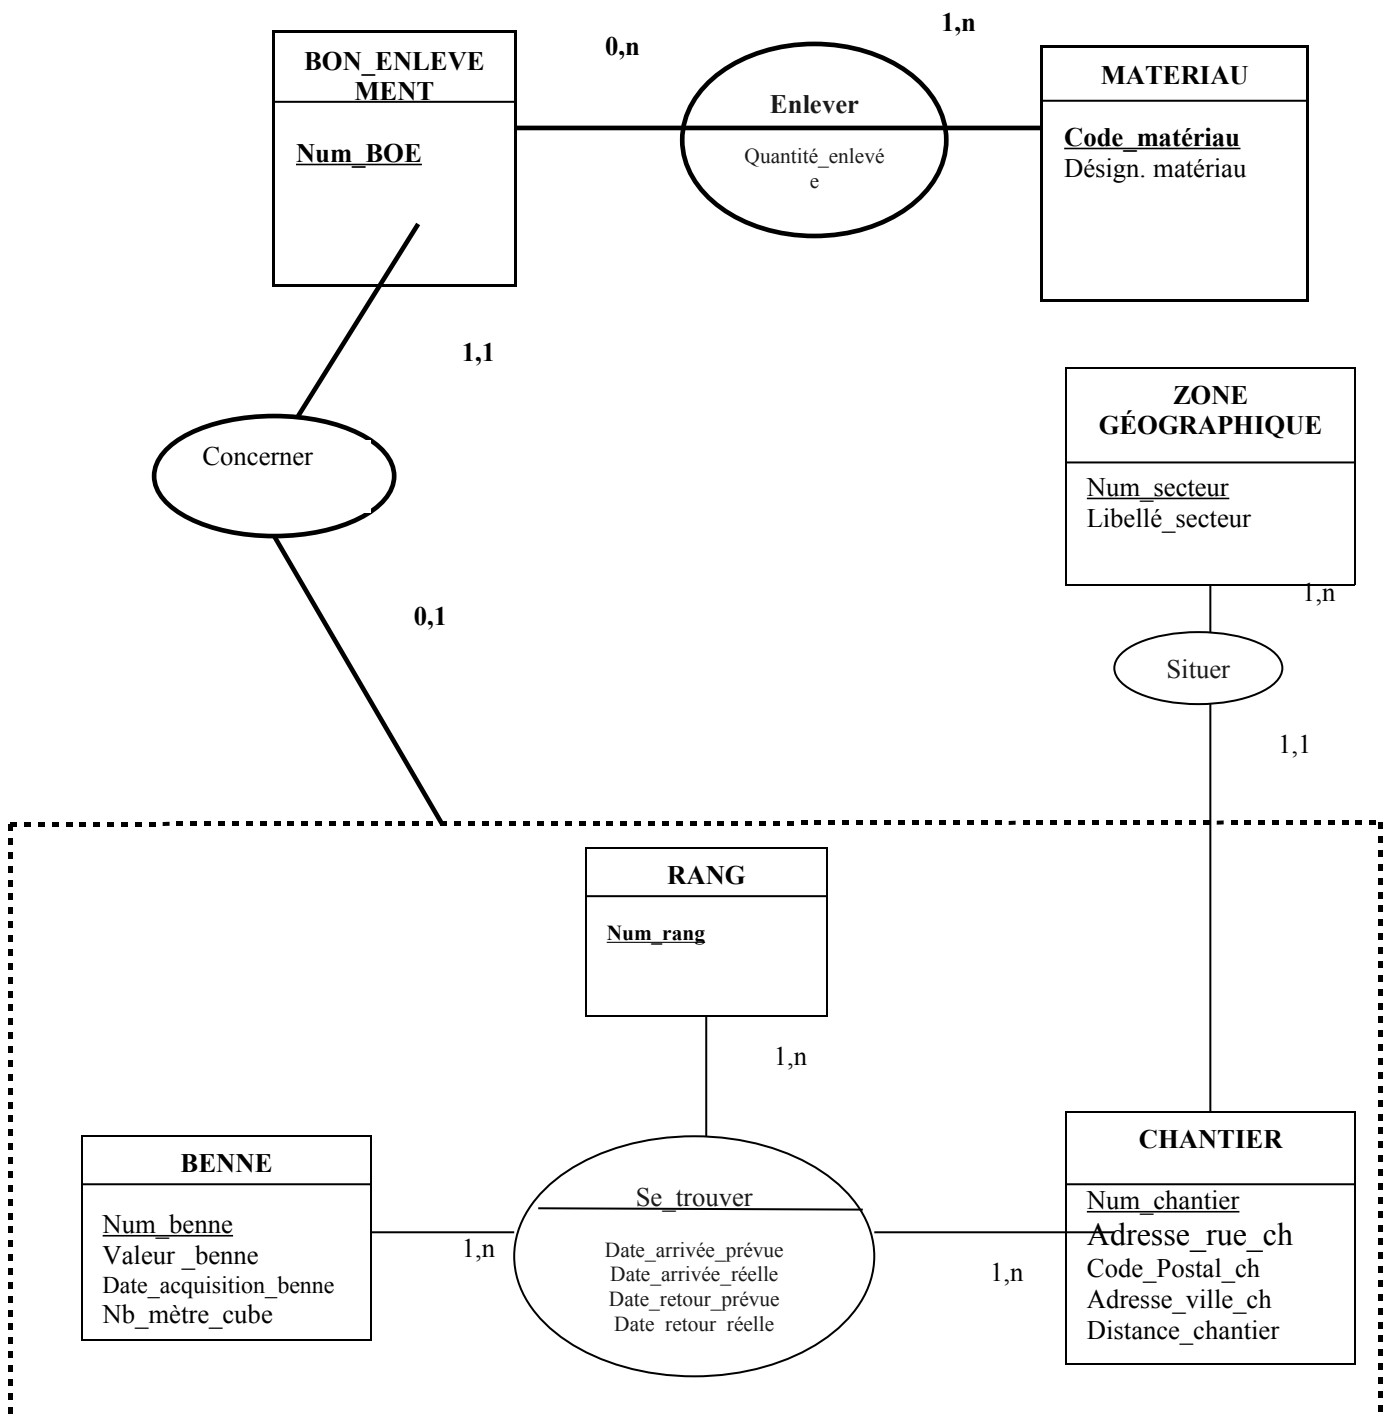 1,n
0,n
BON_ENLEVE
MENT
Num_BOE
Enlever
Quantité_enlevé
e
MATERIAU
Code_matériau
Désign. matériau
1,1
Concerner
0,1
ZONE
GÉOGRAPHIQUE
Num_secteur
Libellé_secteur
1,n
Situer
1,1
RANG
Num_rang
1,n
BENNE
Num_benne
Valeur _benne
Date_acquisition_benne
Nb_mètre_cube
1,n
Se_trouver
Date_arrivée_prévue
Date_arrivée_réelle
Date_retour_prévue
Date_retour_réelle
1,n
CHANTIER
Num_chantier
Adresse_rue_ch
Code_Postal_ch
Adresse_ville_ch
Distance_chantier